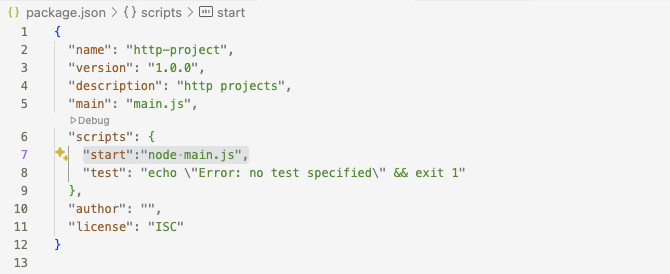 {} package.json > {} scripts > abc start
1 {
2 "name": "http-project",
3 "version": "1.0.0",
4 "description": "http projects",
5 "main": "main.js",
▷Debug
6 "scripts": {
7 "start":"node·main.js",
8 "test": "echo \"Error: no test specified\" && exit 1"
9 },
10 "author": "",
11 "license": "ISC"
12 }
13